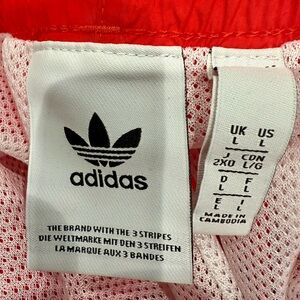 adidas
THE BRAND WITH THE 3 STRIPES
DIE WELTMARKE MIT DEN 3 STREIFEN
LA MARQUE AUX 3 BANDES
UK US
L L
J CDN
2XO L/G
D F
L L
E I
L L
MADE IN
CAMBODIA